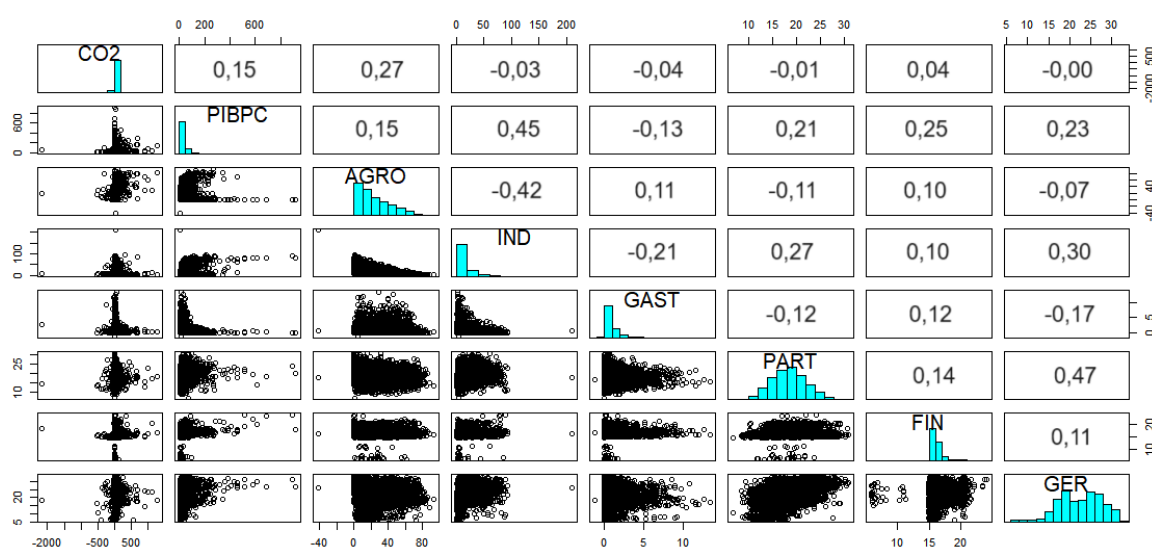 0 200 600 0 50 100 200 10 15 20 25 30 5 10 15 20 25 30
CO2 0,15 0,27 -0,03 -0,04 -0,01 0,04 -0,00 -2000 -500 500
0 600 PIBPC 0,15 0,45 -0,13 0,21 0,25 0,23
AGRO -0,42 0,11 -0,11 0,10 -0,07 -40 40
0 100 IND -0,21 0,27 0,10 0,30
GAST -0,12 0,12 -0,17 0 5
10 25 PART 0,14 0,47
FIN 0,11 10 20
5 20 GER
-2000 -500 500 -40 0 40 80 0 5 10 10 15 20